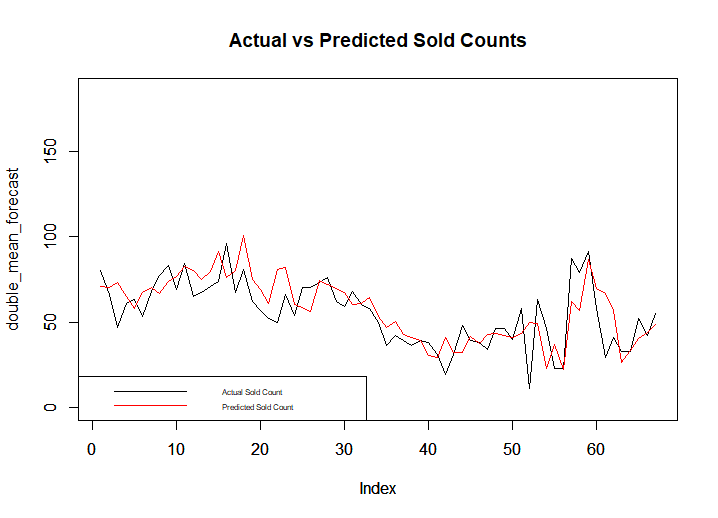 Actual vs Predicted Sold Counts
double_mean_forecast
150
100
50
0
Actual Sold Count
Predicted Sold Count
0 10 20 30 40 50 60
Index